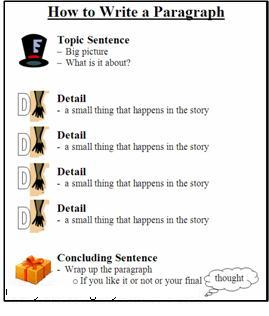 How to Write a Paragraph
F
Topic Sentence
– Big picture
– What is it about?
D
Detail
- a small thing that happens in the story
D
Detail
- a small thing that happens in the story
D
Detail
- a small thing that happens in the story
D
Detail
- a small thing that happens in the story
Concluding Sentence
- Wrap up the paragraph
o If you like it or not or your final
thought